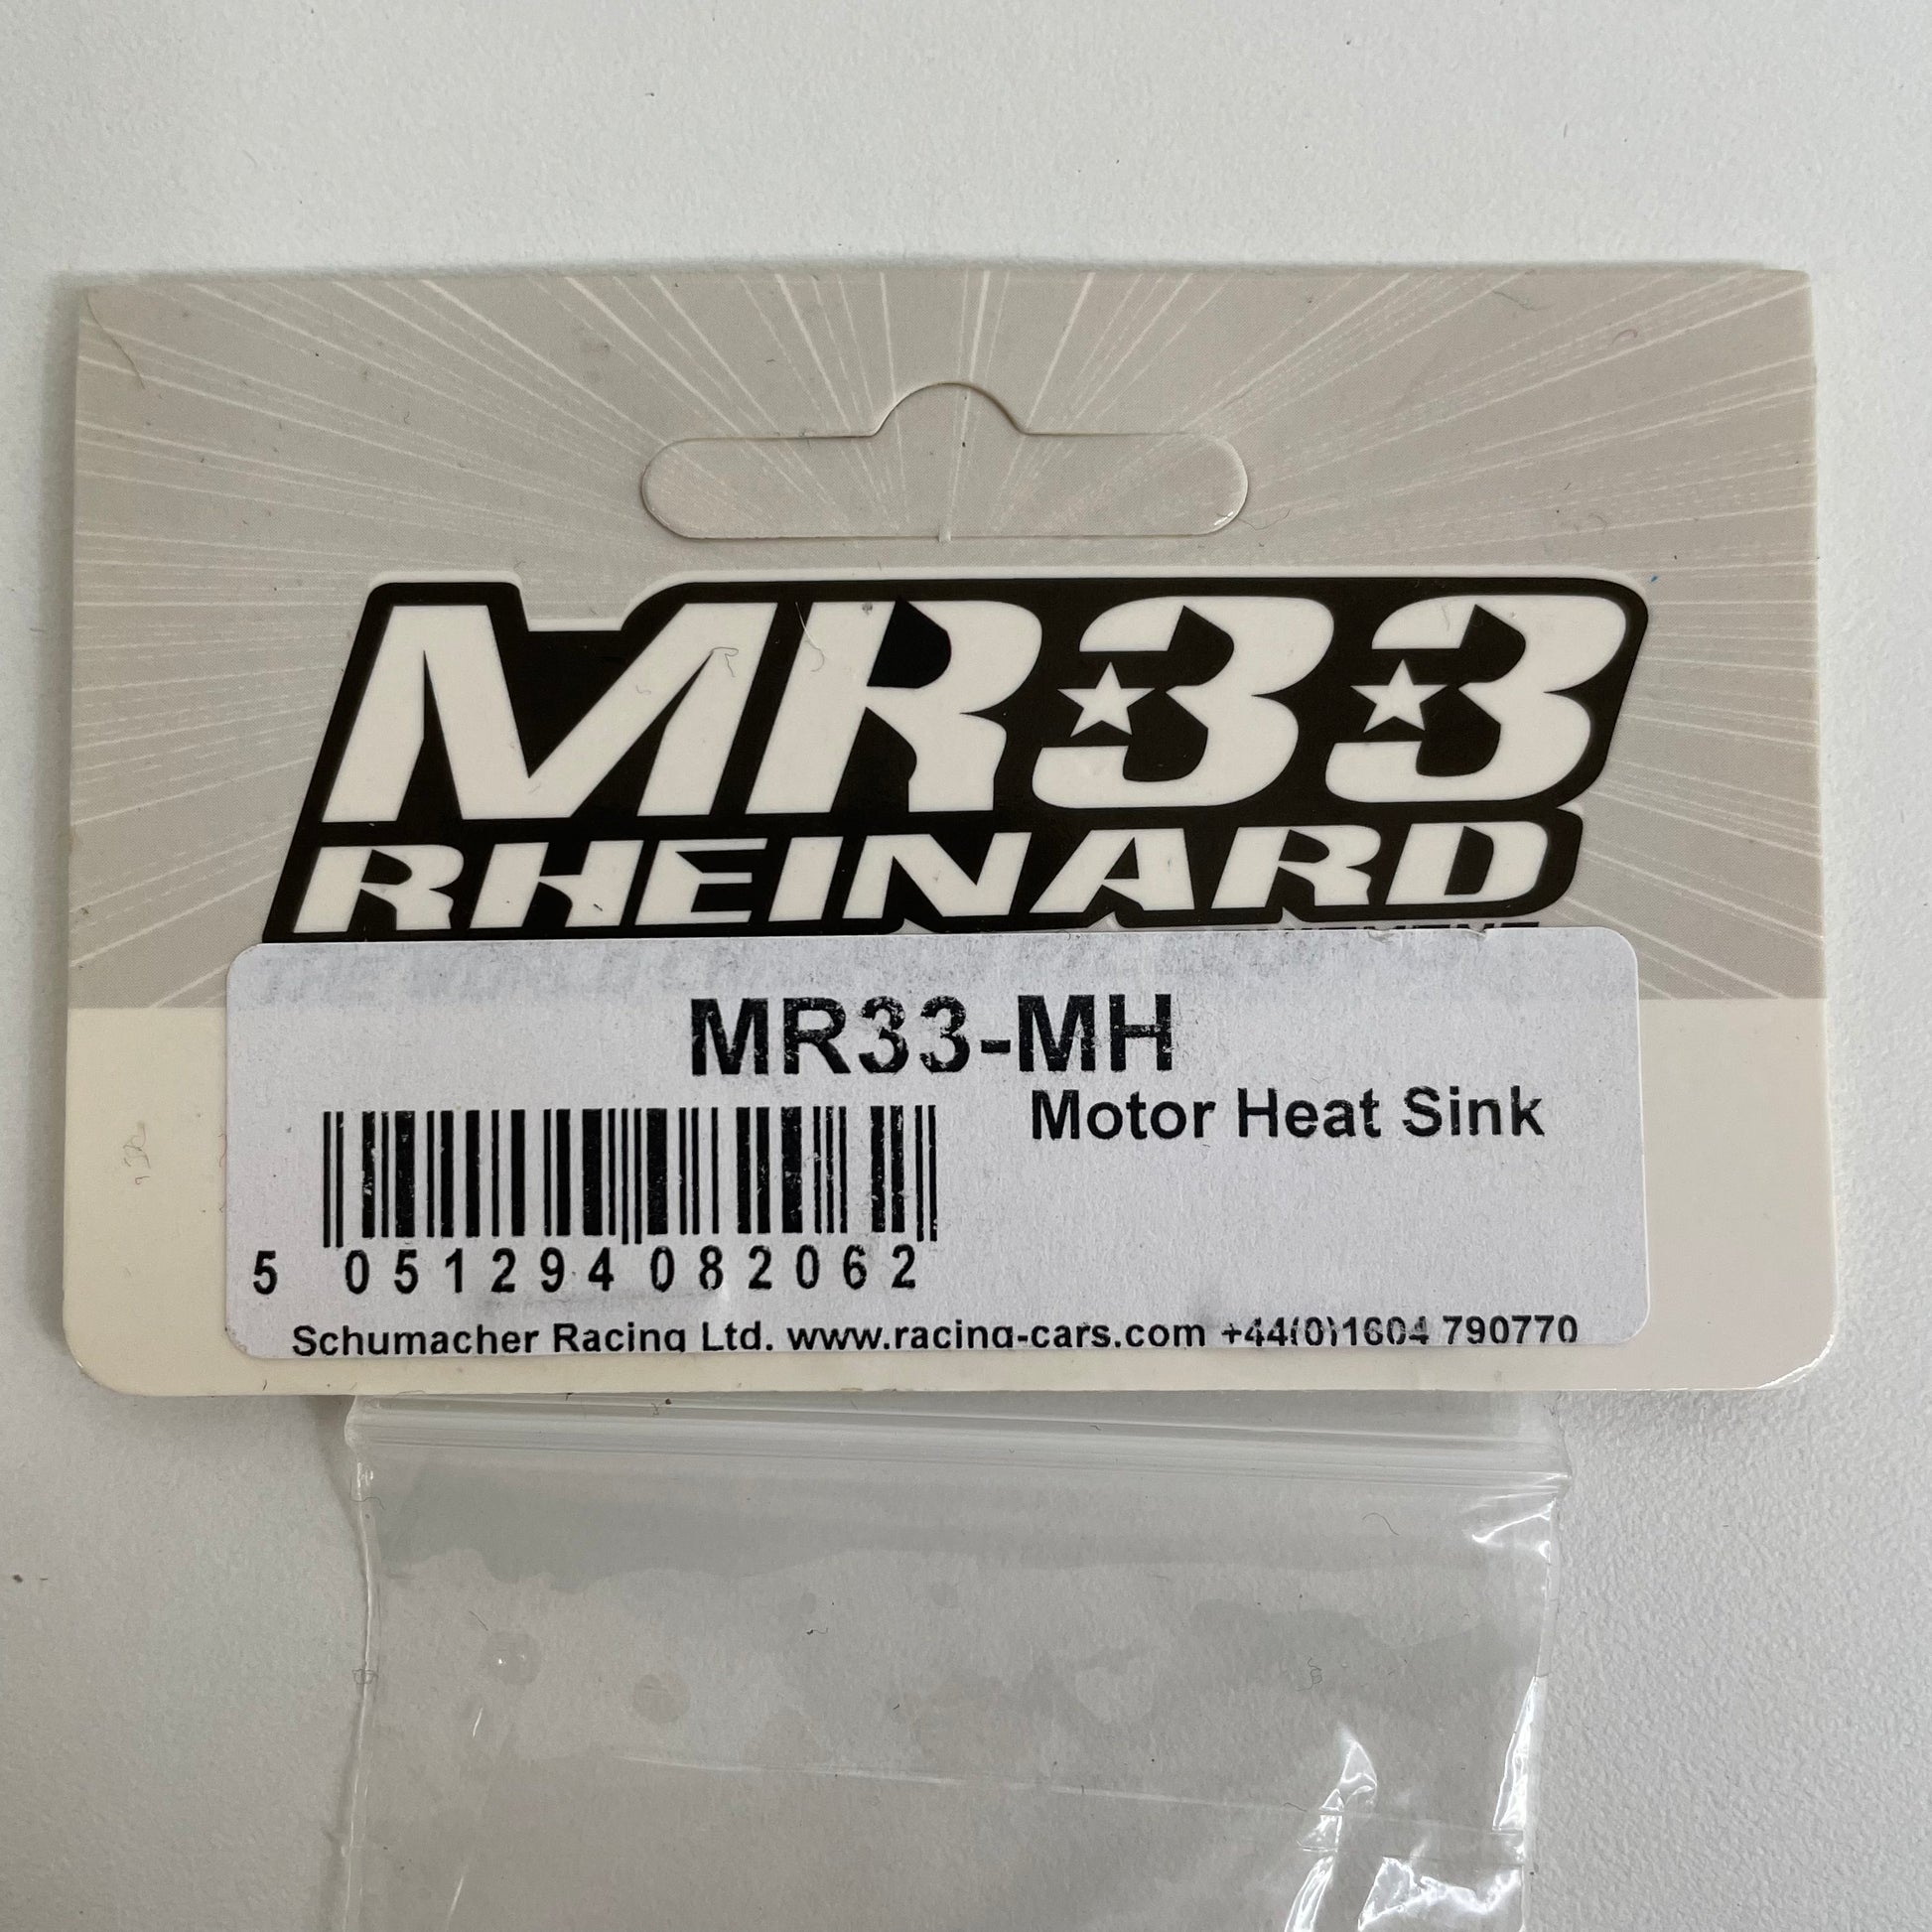 MR33
RHEINARD
MR33-MH
Motor Heat Sink
5 051294 082062
Schumacher Racing Ltd. www.racing-cars.com +44(0)1604 790770